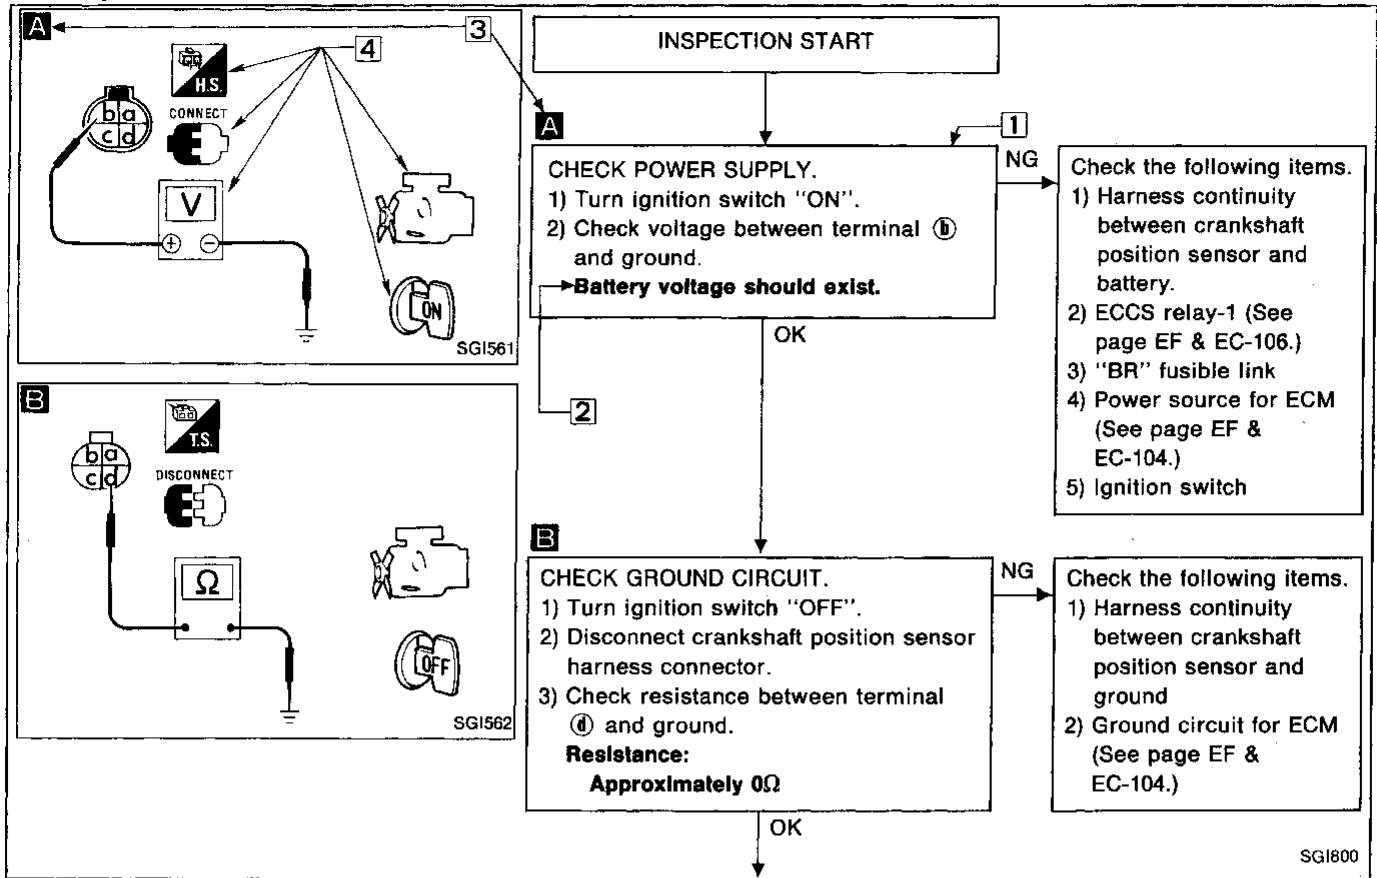 A
3
4
H.S.
CONNECT
b a
c d
V
⊕ ⊖
ON
SGI561
B
T.S.
DISCONNECT
b a
c d
Ω
OFF
SGI562
INSPECTION START
A
1
CHECK POWER SUPPLY.
1) Turn ignition switch "ON".
2) Check voltage between terminal ⓑ
and ground.
Battery voltage should exist.
2
NG
OK
Check the following items.
1) Harness continuity
between crankshaft
position sensor and
battery.
2) ECCS relay-1 (See
page EF &
EC-106.)
3) "BR" fusible link
4) Power source for ECM
(See page EF &
EC-104.)
5) Ignition switch
B
CHECK GROUND CIRCUIT.
1) Turn ignition switch "OFF".
2) Disconnect crankshaft position sensor
harness connector.
3) Check resistance between terminal
ⓓ and ground.
Resistance:
Approximately 0Ω
NG
OK
Check the following items.
1) Harness continuity
between crankshaft
position sensor and
ground
2) Ground circuit for ECM
(See page EF &
EC-104.)
SGI800